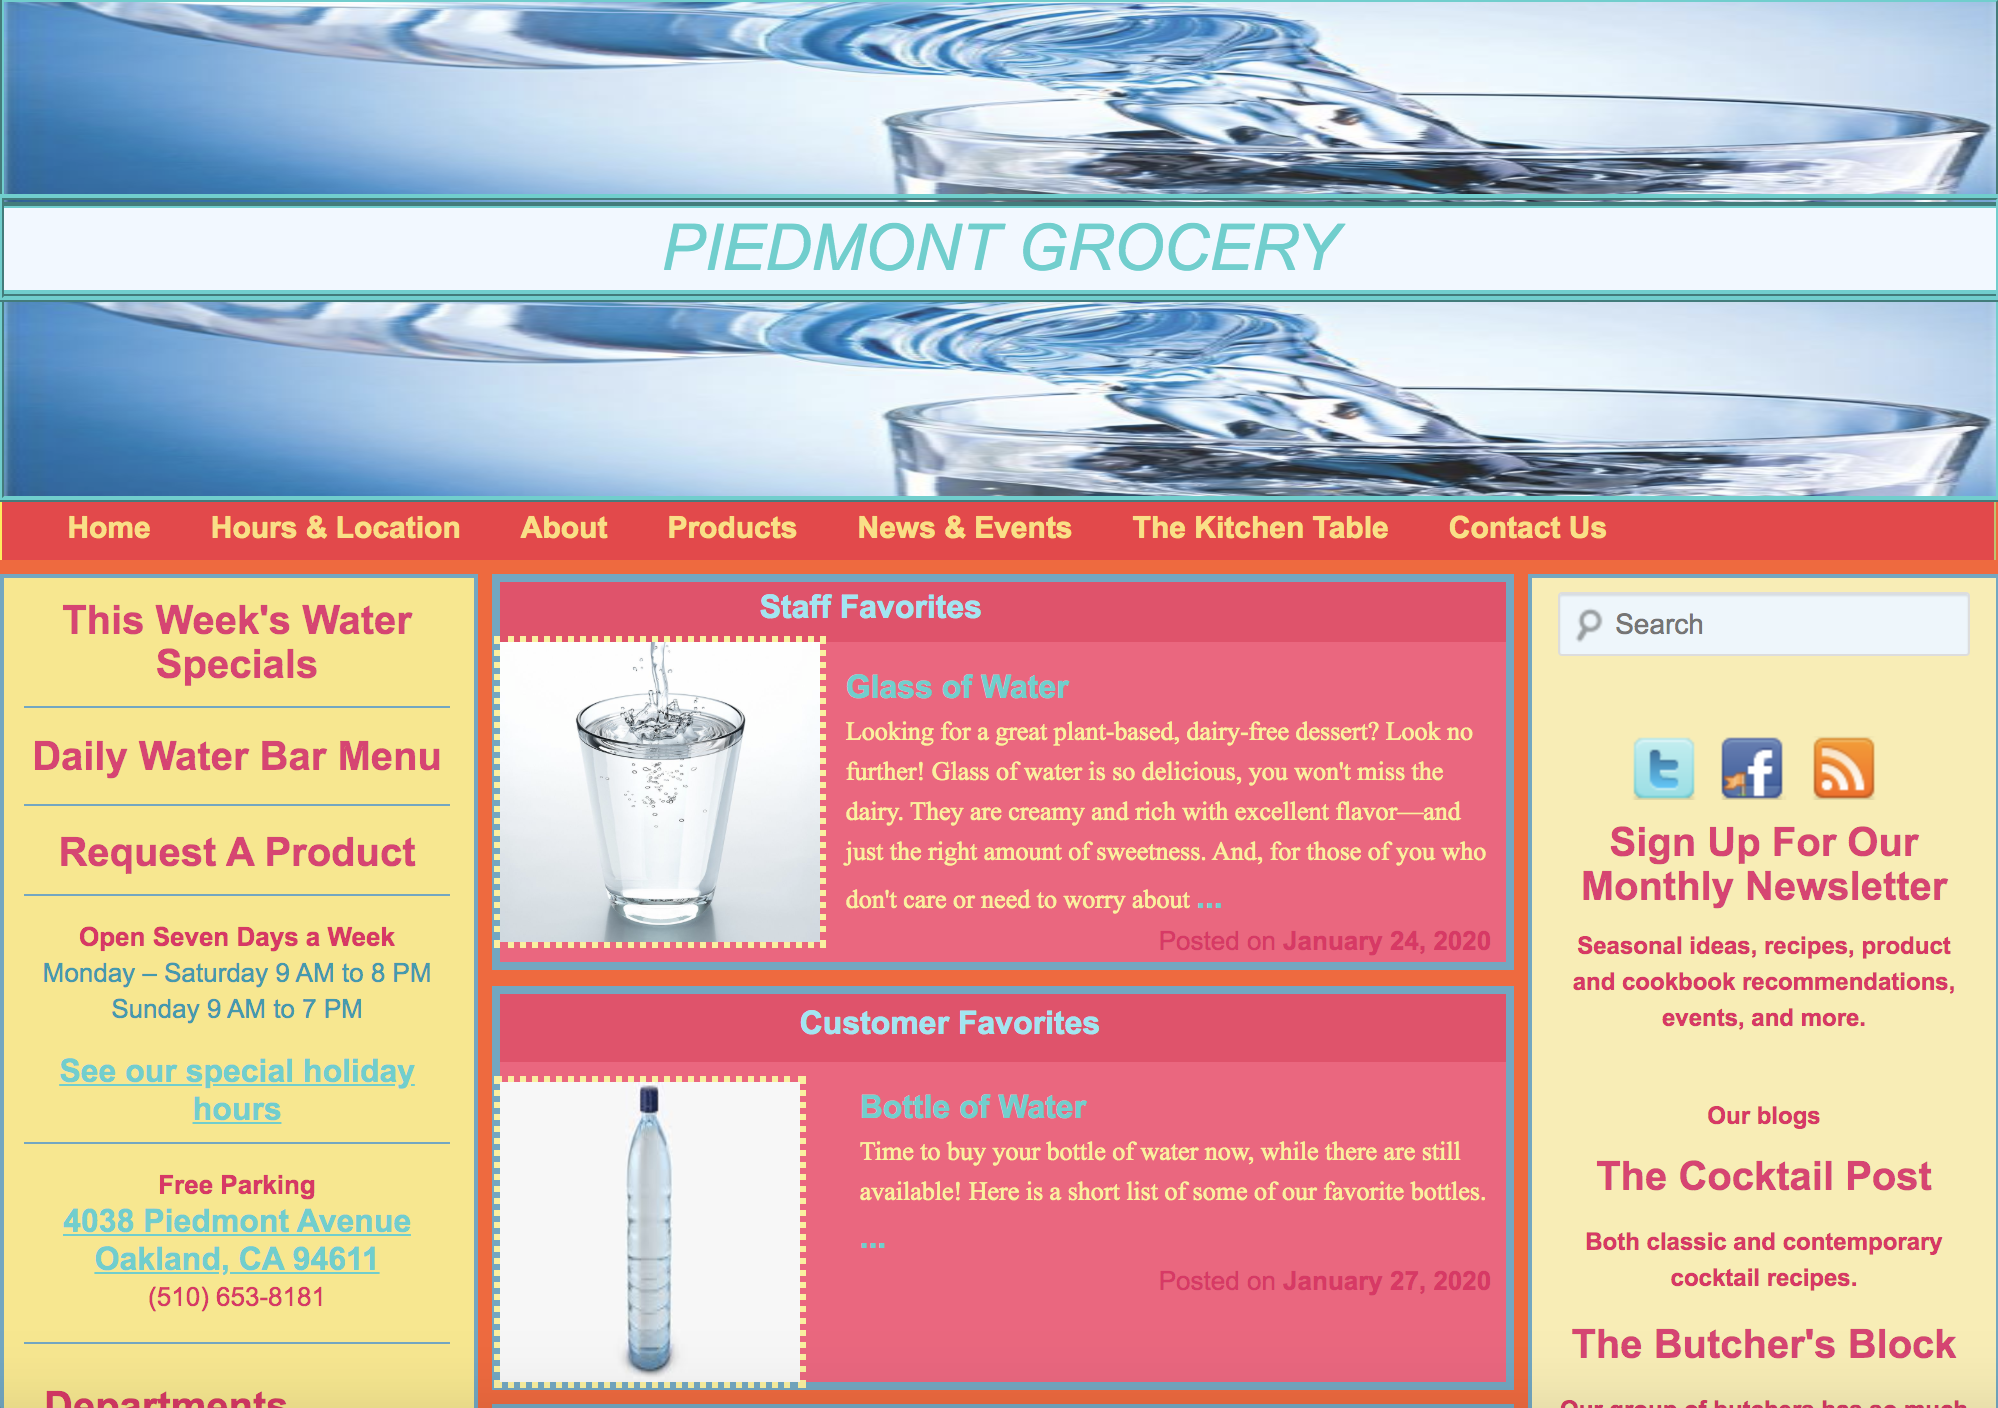 PIEDMONT GROCERY
Home Hours & Location About Products News & Events The Kitchen Table Contact Us
This Week's Water
Specials
Daily Water Bar Menu
Request A Product
Open Seven Days a Week
Monday – Saturday 9 AM to 8 PM
Sunday 9 AM to 7 PM
See our special holiday
hours
Free Parking
4038 Piedmont Avenue
Oakland, CA 94611
(510) 653-8181
Departments
Staff Favorites
Glass of Water
Looking for a great plant-based, dairy-free dessert? Look no
further! Glass of water is so delicious, you won't miss the
dairy. They are creamy and rich with excellent flavor—and
just the right amount of sweetness. And, for those of you who
don't care or need to worry about ...
Posted on January 24, 2020
Customer Favorites
Bottle of Water
Time to buy your bottle of water now, while there are still
available! Here is a short list of some of our favorite bottles.
...
Posted on January 27, 2020
Search
Sign Up For Our
Monthly Newsletter
Seasonal ideas, recipes, product
and cookbook recommendations,
events, and more.
Our blogs
The Cocktail Post
Both classic and contemporary
cocktail recipes.
The Butcher's Block
Our group of butchers has so much